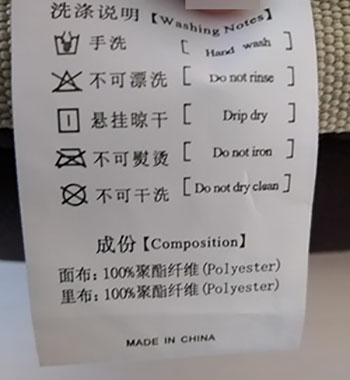 洗涤说明【Washing Notes】
手洗 [Hand wash]
不可漂洗 [Do not rinse]
悬挂晾干 [Drip dry]
不可熨烫 [Do not iron]
不可干洗 [Do not dry clean]
成份【Composition】
面布：100%聚酯纤维(Polyester)
里布：100%聚酯纤维(Polyester)
MADE IN CHINA